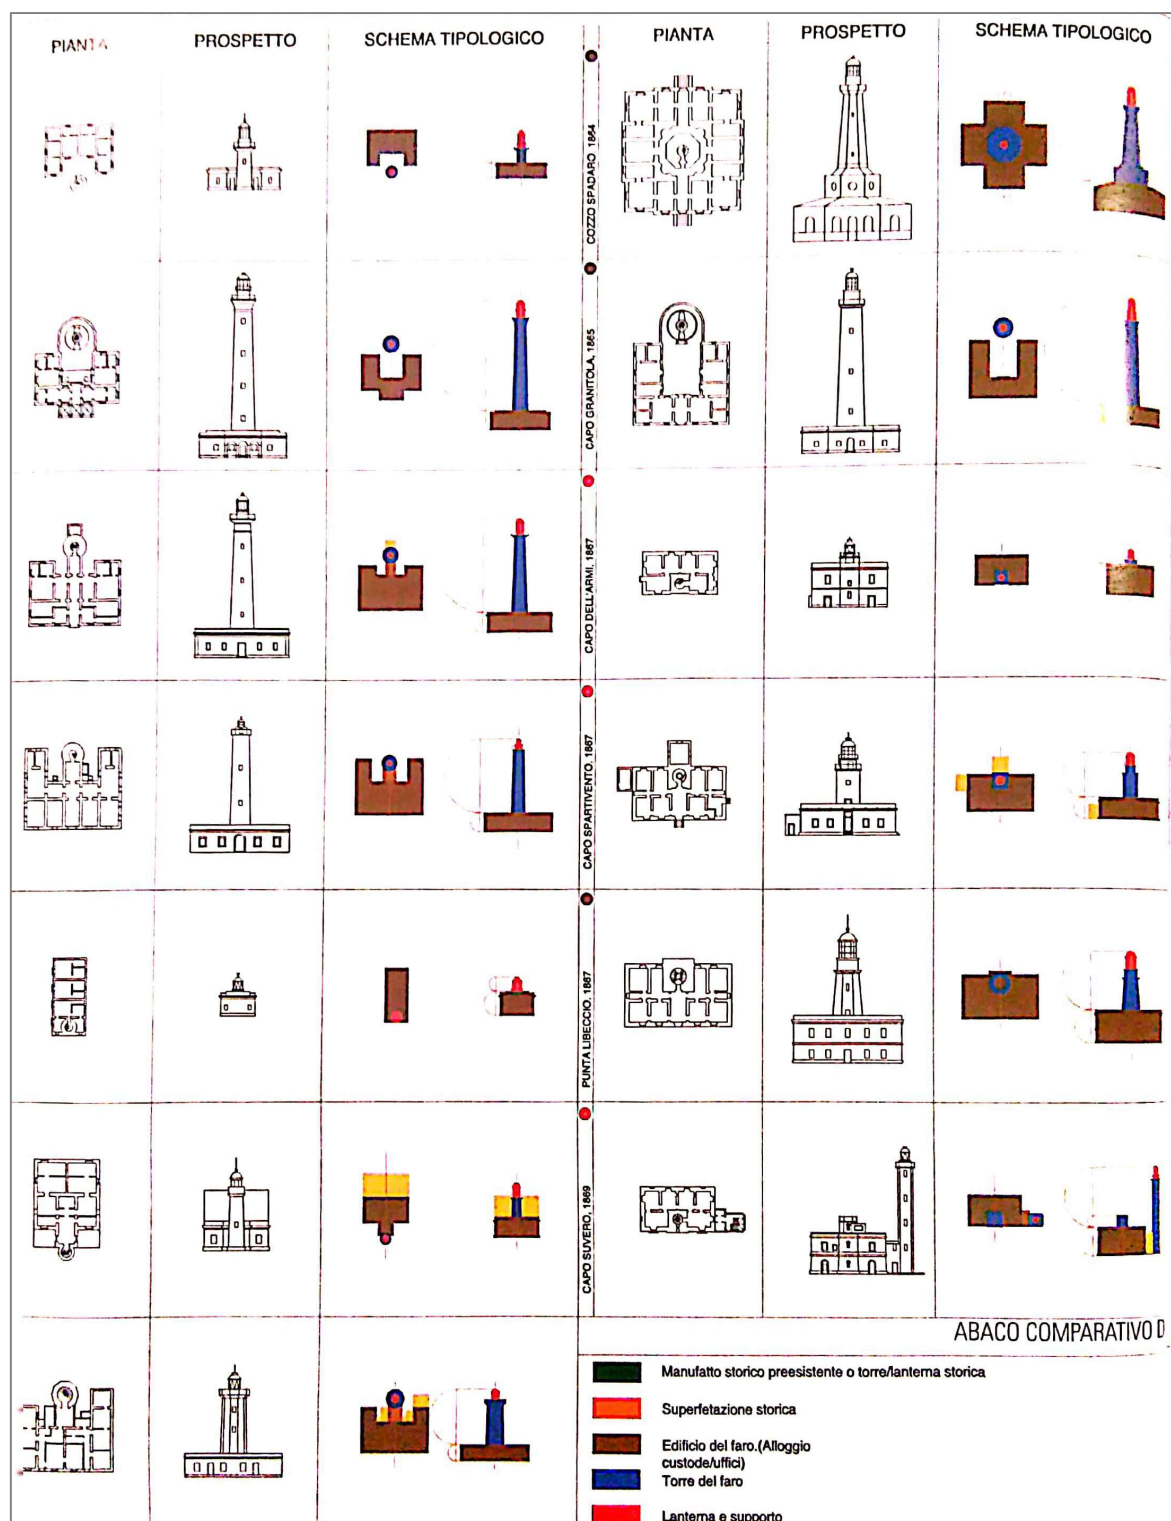 PIANTA
PROSPETTO
SCHEMA TIPOLOGICO
PIANTA
PROSPETTO
SCHEMA TIPOLOGICO
COZZO SPADARO, 1864
CAPO GRANITOLA, 1865
CAPO DELL'ARMI, 1867
CAPO SPARTIVENTO, 1867
PUNTA LIBECCIO, 1867
CAPO SUVERO, 1869
ABACO COMPARATIVO D
Manufatto storico preesistente o torre/lanterna storica
Superfetazione storica
Edificio del faro.(Alloggio
custode/uffici)
Torre del faro
Lanterna e supporto